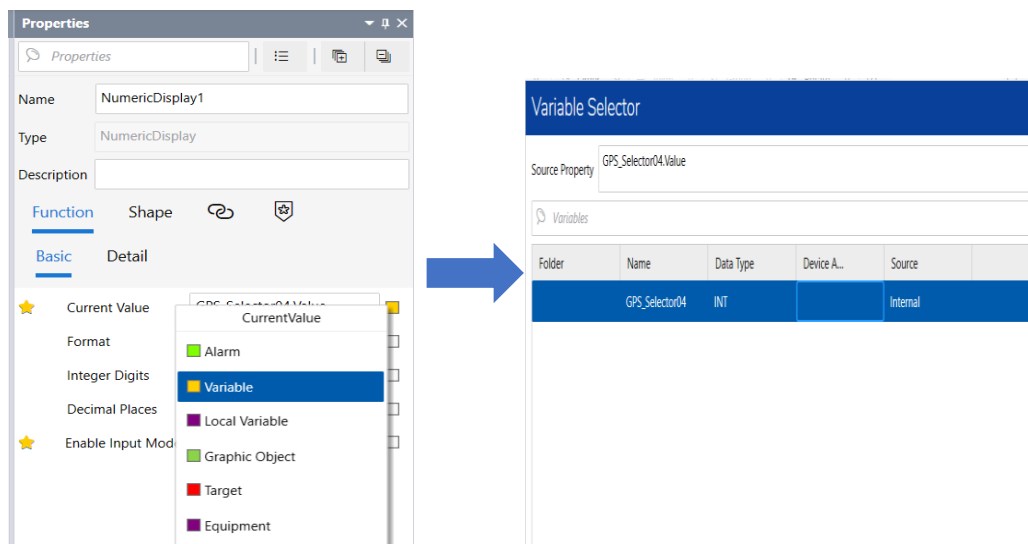 Properties
Properties
Name NumericDisplay1
Type NumericDisplay
Description
Function Shape
Basic Detail
Current Value GPS_Selector04.Value
CurrentValue
Format
Alarm
Integer Digits
Variable
Decimal Places
Local Variable
Enable Input Mod
Graphic Object
Target
Equipment
Variable Selector
Source Property GPS_Selector04.Value
Variables
Folder Name Data Type Device A... Source
GPS_Selector04 INT Internal